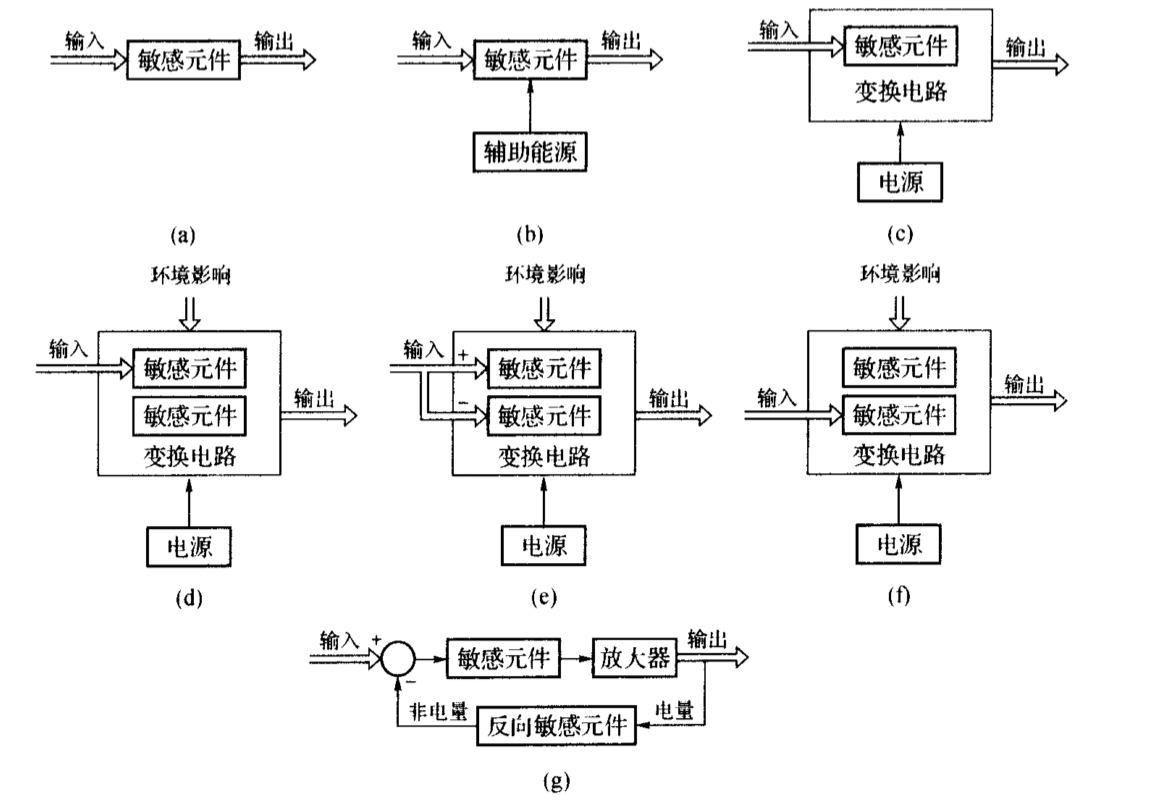 输入 敏感元件 输出
辅助能源
(a)
输入 敏感元件 输出
(b)
输入 敏感元件 输出
变换电路
电源
(c)
环境影响
输入 敏感元件
敏感元件 输出
变换电路
电源
(d)
环境影响
输入 + 敏感元件
− 敏感元件 输出
变换电路
电源
(e)
环境影响
敏感元件
输入 敏感元件 输出
变换电路
电源
(f)
输入 + 敏感元件 放大器 输出
−
非电量 反向敏感元件 电量
(g)